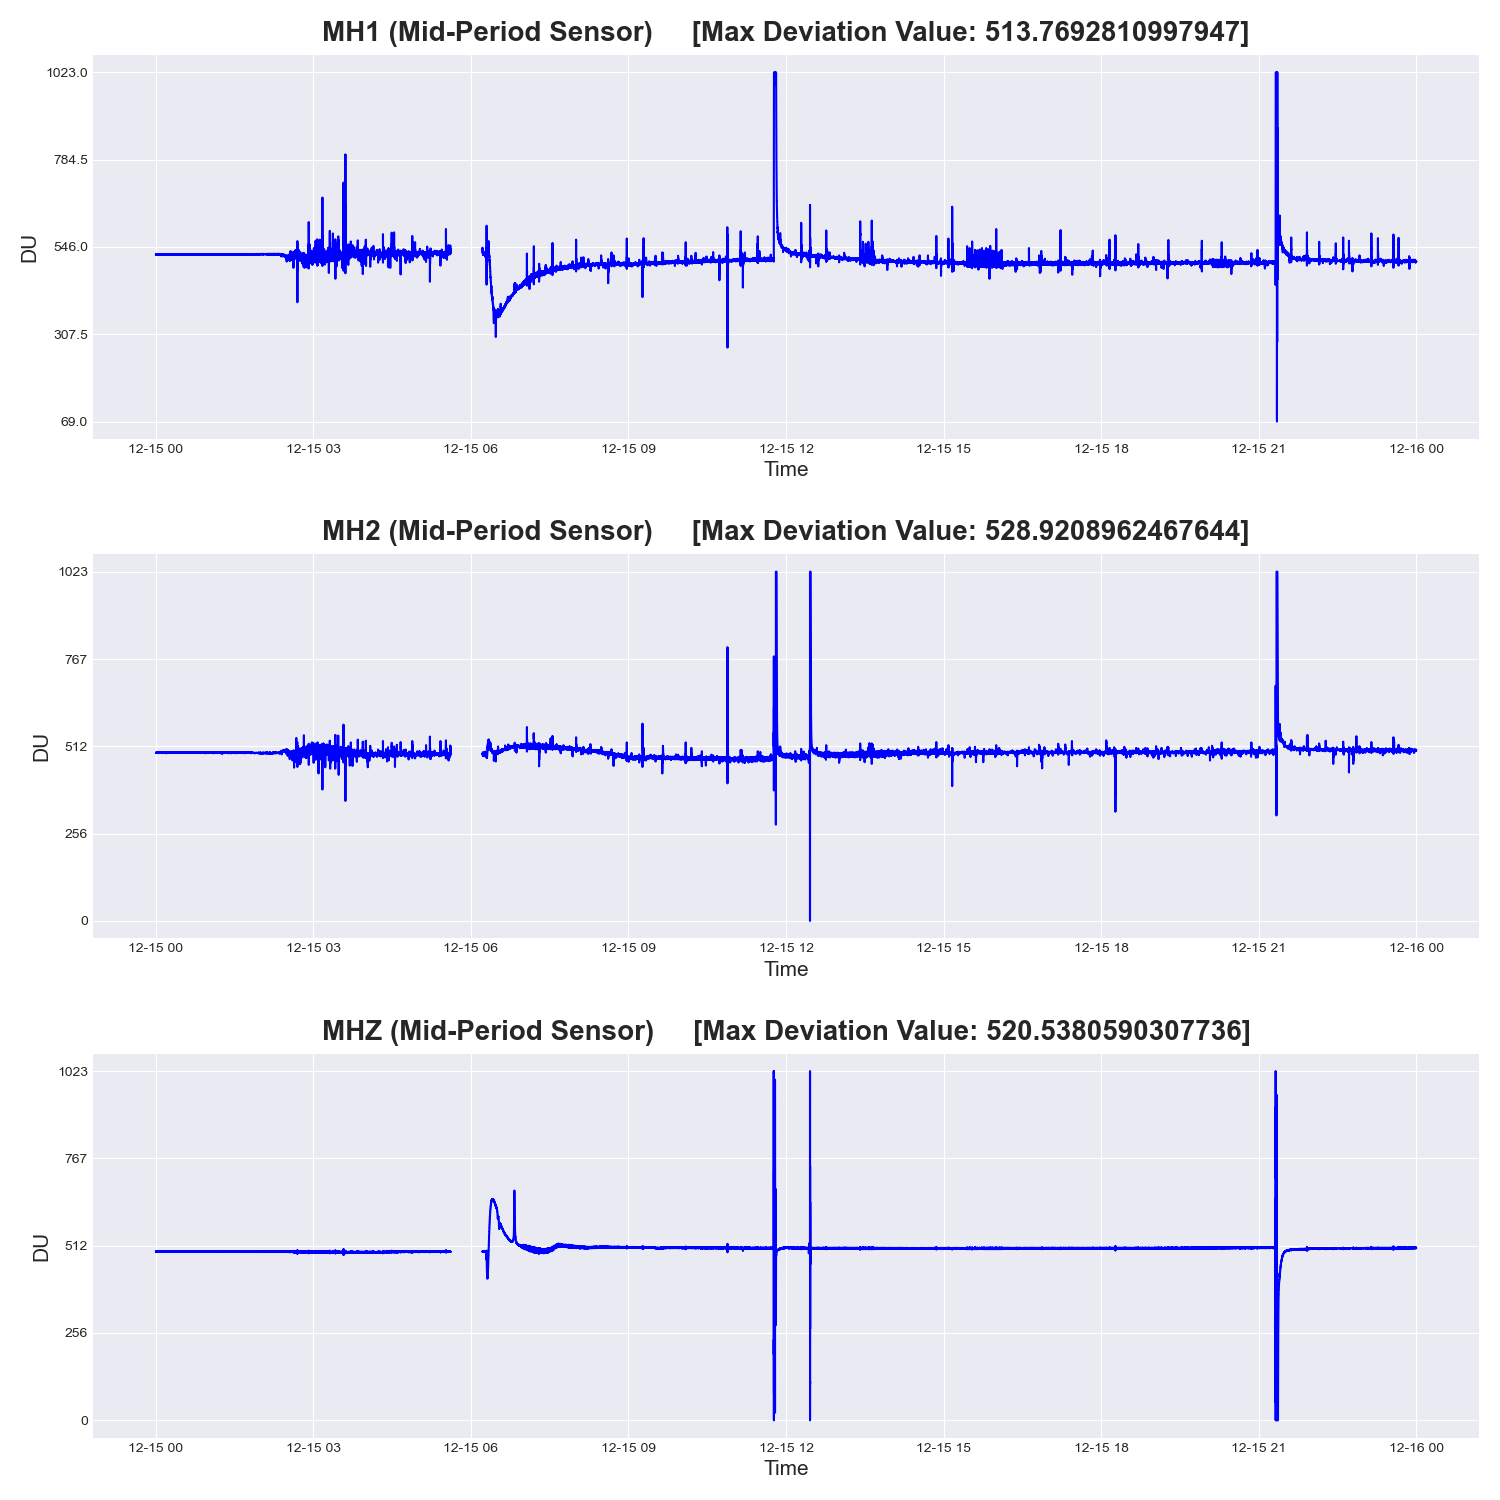 MH1 (Mid-Period Sensor) [Max Deviation Value: 513.7692810997947]
1023.0
784.5
546.0
307.5
69.0
DU
12-15 00 12-15 03 12-15 06 12-15 09 12-15 12 12-15 15 12-15 18 12-15 21 12-16 00
Time
MH2 (Mid-Period Sensor) [Max Deviation Value: 528.9208962467644]
1023
767
512
256
0
DU
12-15 00 12-15 03 12-15 06 12-15 09 12-15 12 12-15 15 12-15 18 12-15 21 12-16 00
Time
MHZ (Mid-Period Sensor) [Max Deviation Value: 520.5380590307736]
1023
767
512
256
0
DU
12-15 00 12-15 03 12-15 06 12-15 09 12-15 12 12-15 15 12-15 18 12-15 21 12-16 00
Time